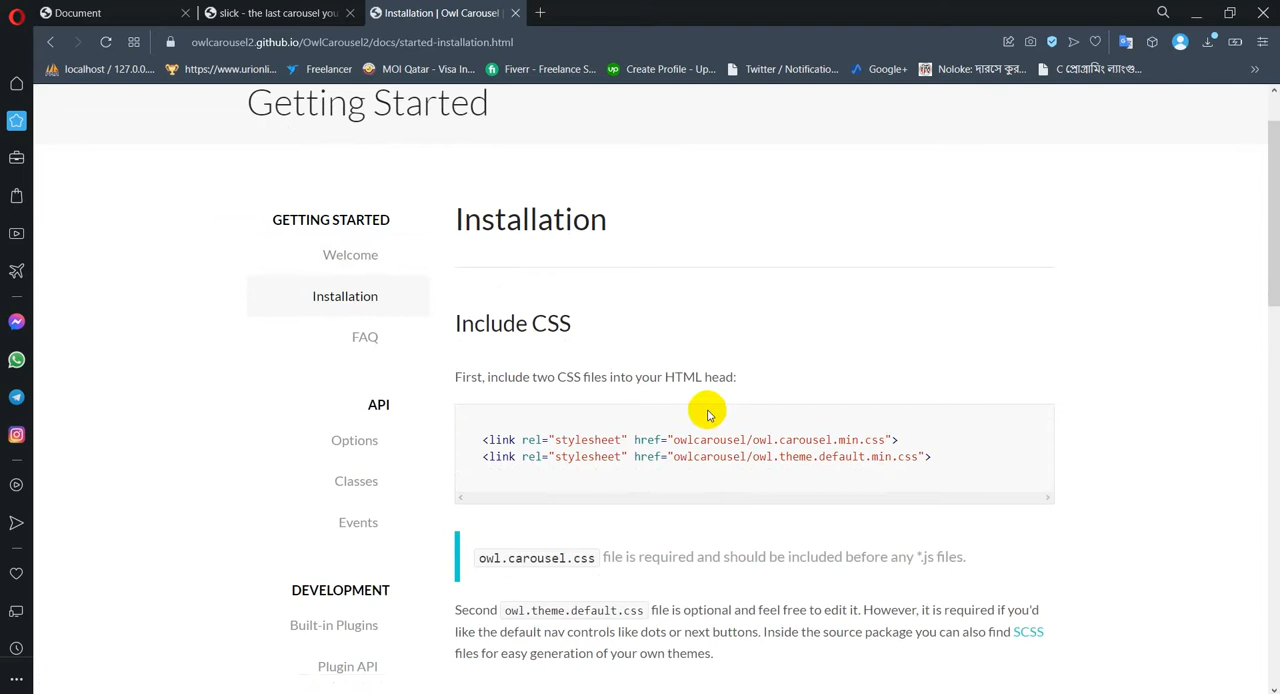 Document
slick - the last carousel you
Installation | Owl Carousel
owlcarousel2.github.io/OwlCarousel2/docs/started-installation.html
localhost / 127.0.0....
https://www.urionli...
Freelancer
MOI Qatar - Visa In...
Fiverr - Freelance S...
Create Profile - Up...
Twitter / Notificatio...
Google+
Noloke: দারসে কুর...
C প্রোগ্রামিং ল্যাংগু...
Getting Started
GETTING STARTED
Welcome
Installation
FAQ
API
Options
Classes
Events
DEVELOPMENT
Built-in Plugins
Plugin API
Installation
Include CSS
First, include two CSS files into your HTML head:
<link rel="stylesheet" href="owlcarousel/owl.carousel.min.css">
<link rel="stylesheet" href="owlcarousel/owl.theme.default.min.css">
owl.carousel.css file is required and should be included before any *.js files.
Second owl.theme.default.css file is optional and feel free to edit it. However, it is required if you'd
like the default nav controls like dots or next buttons. Inside the source package you can also find SCSS
files for easy generation of your own themes.